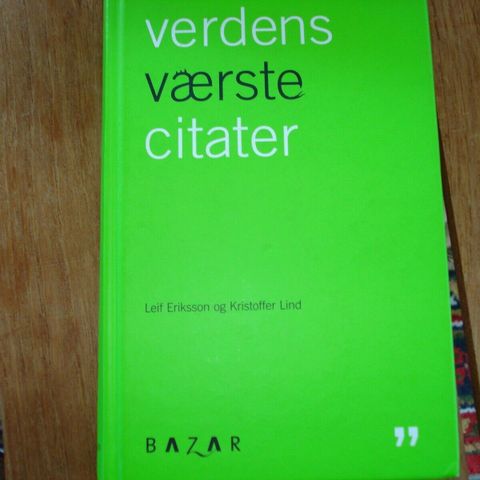 verdens
værste
citater
Leif Eriksson og Kristoffer Lind
BAZAR
”